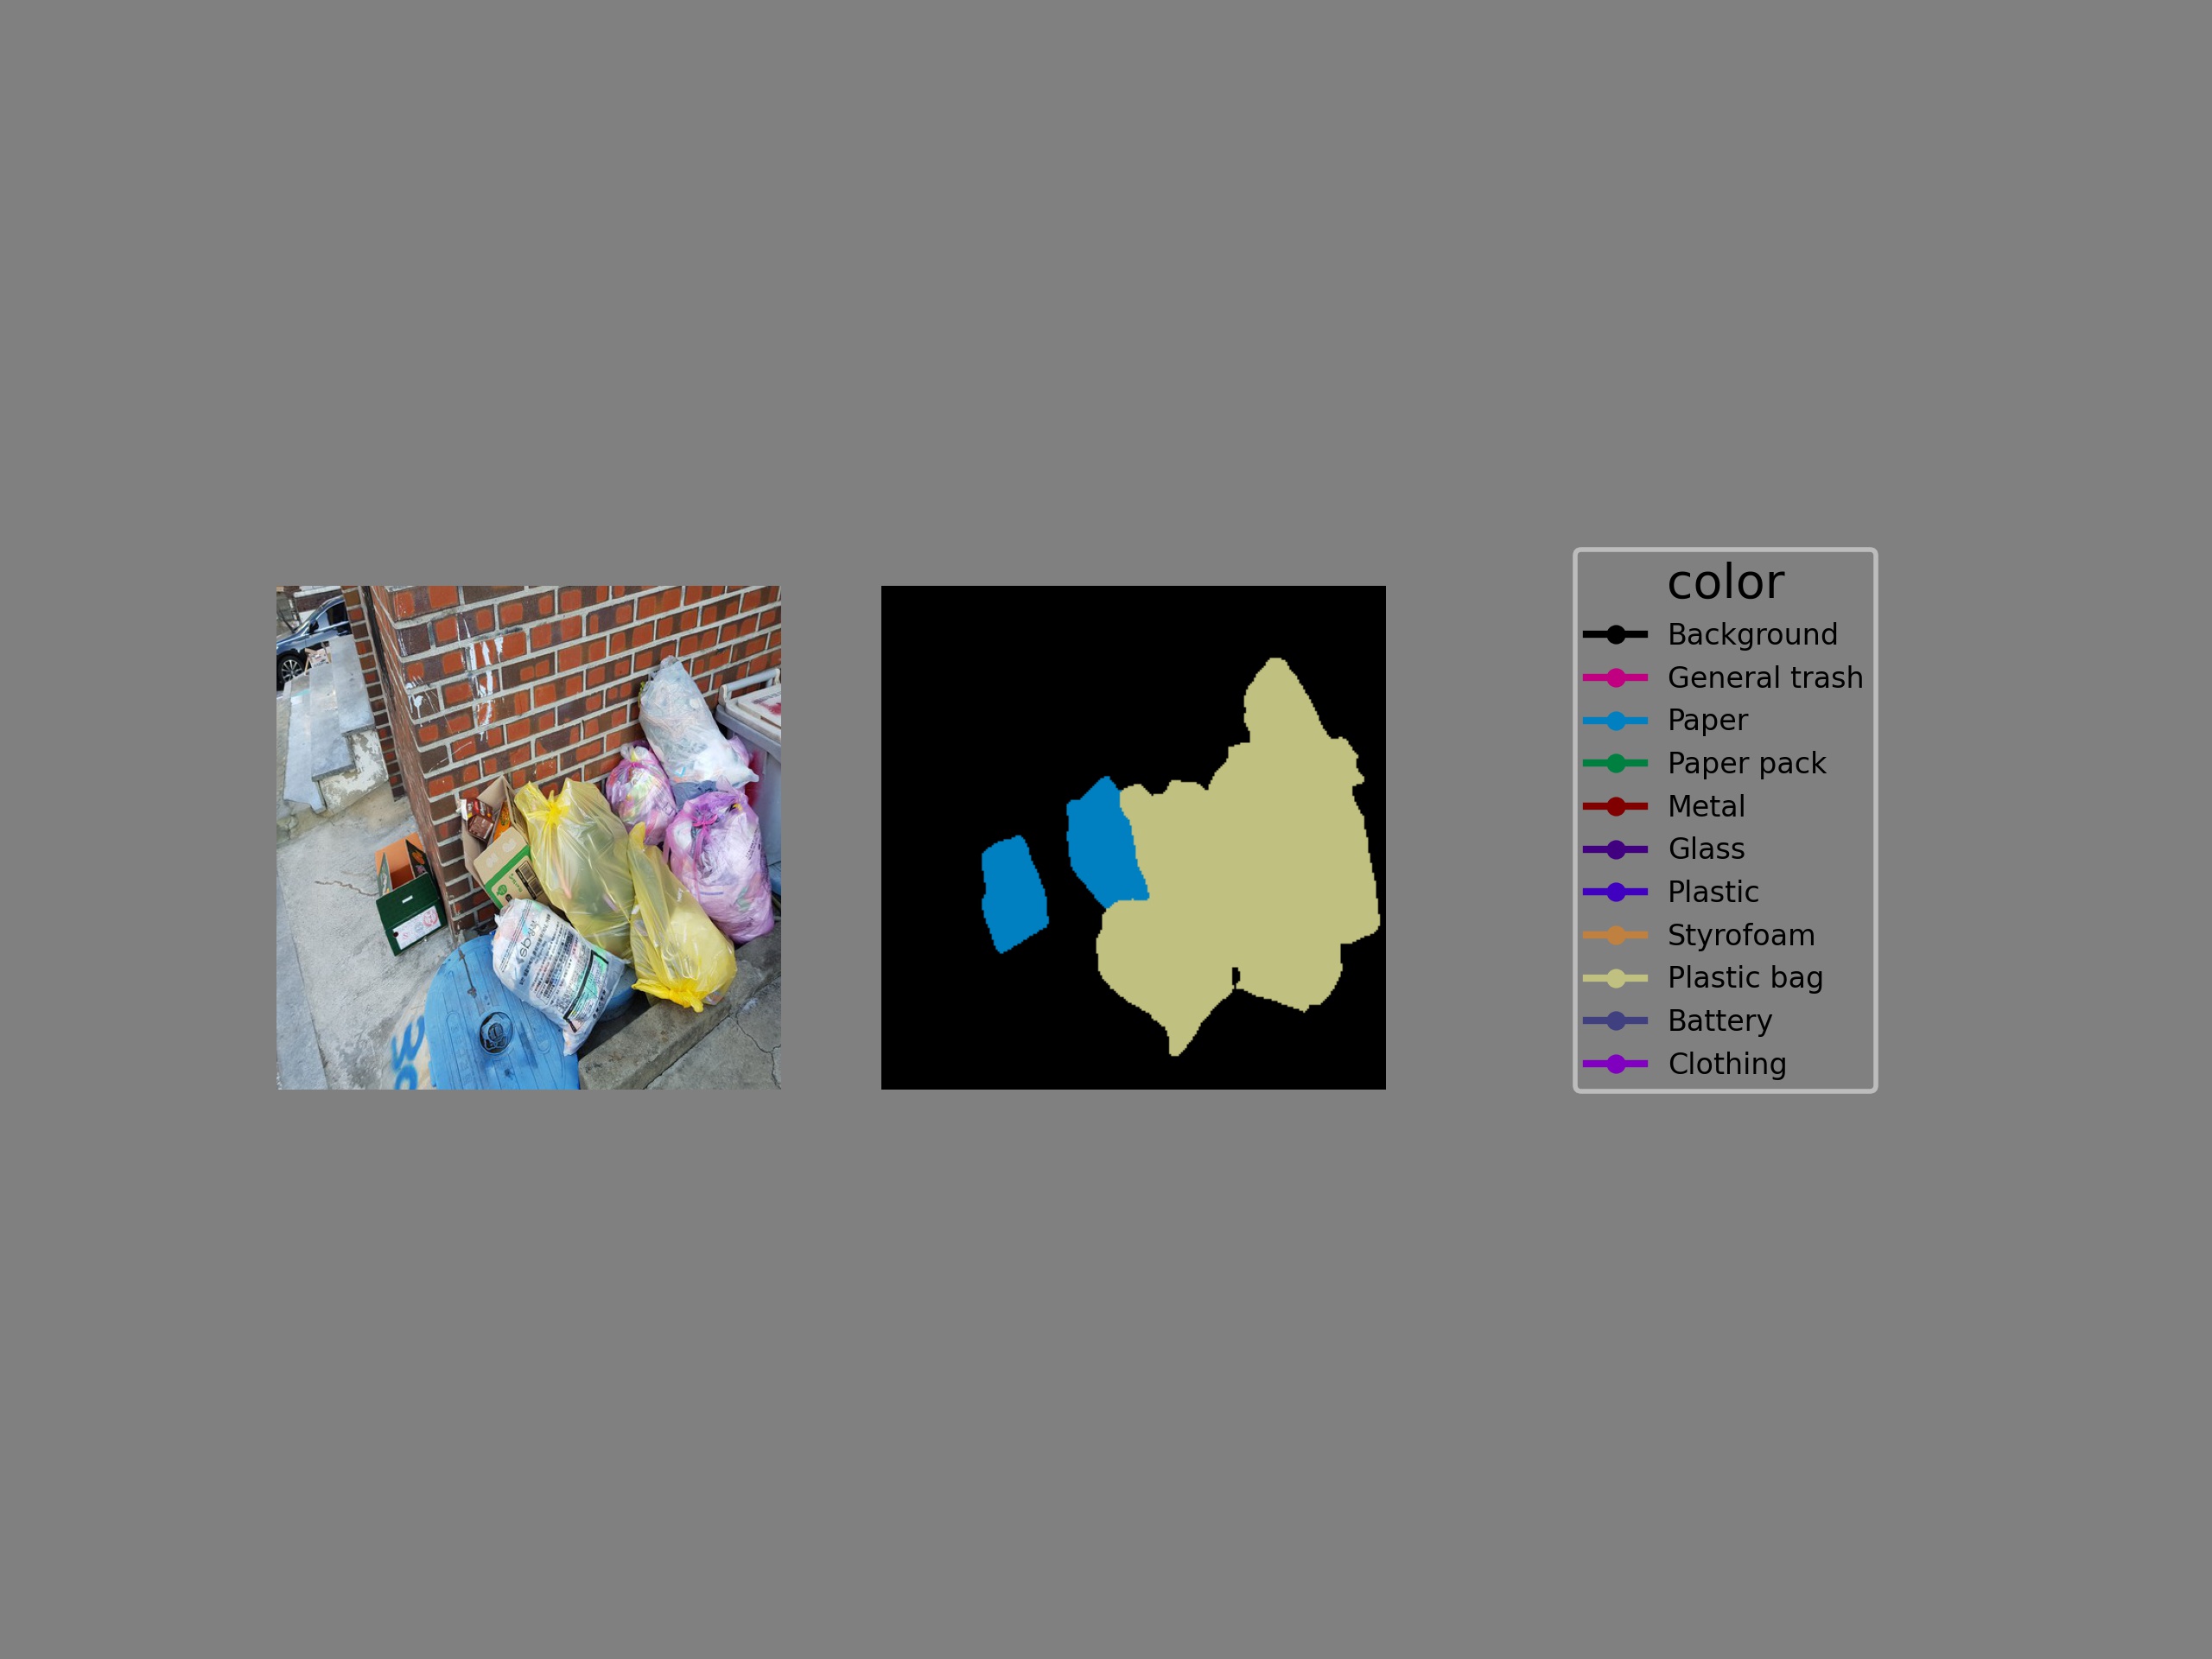 color
Background
General trash
Paper
Paper pack
Metal
Glass
Plastic
Styrofoam
Plastic bag
Battery
Clothing